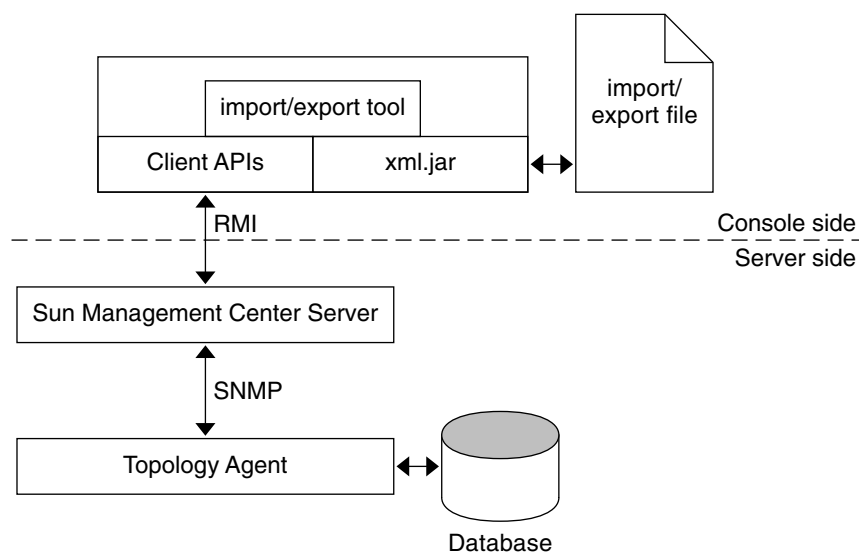 import/export tool
Client APIs
xml.jar
import/
export file
RMI
Console side
Server side
Sun Management Center Server
SNMP
Topology Agent
Database